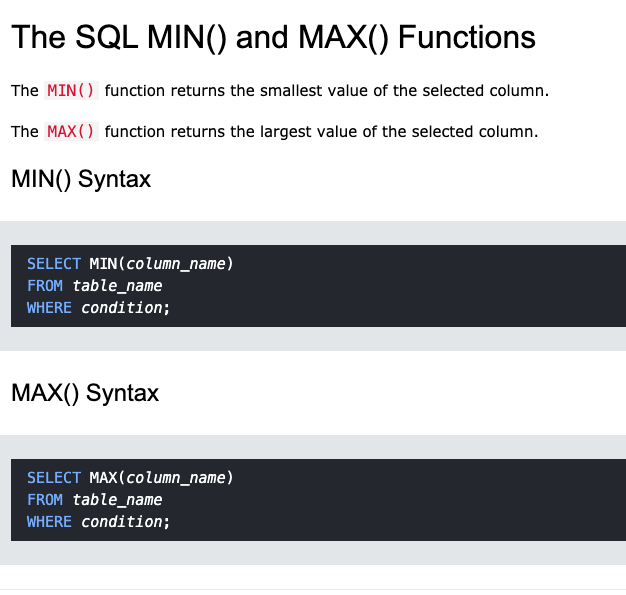 The SQL MIN() and MAX() Functions
The MIN() function returns the smallest value of the selected column.
The MAX() function returns the largest value of the selected column.
MIN() Syntax
SELECT MIN(column_name)
FROM table_name
WHERE condition;
MAX() Syntax
SELECT MAX(column_name)
FROM table_name
WHERE condition;